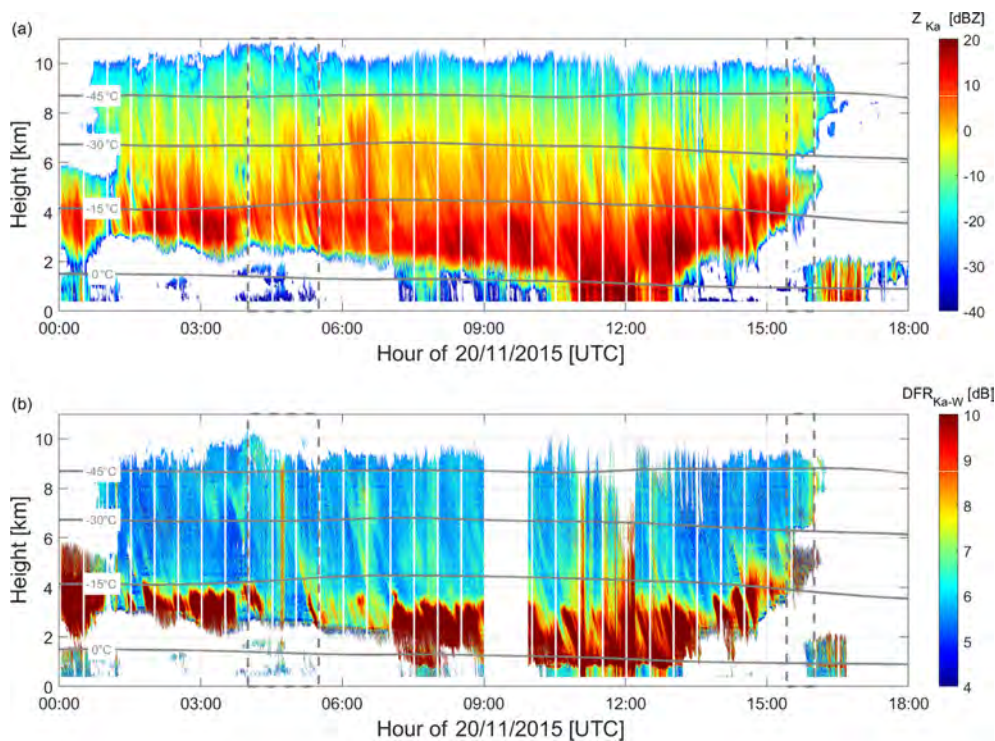 (a)
Z Ka [dBZ]
Height [km]
10
8
6
4
2
0
-45°C
-30°C
-15°C
0°C
00:00 03:00 06:00 09:00 12:00 15:00 18:00
Hour of 20/11/2015 [UTC]
20
10
0
-10
-20
-30
-40
(b)
DFR Ka-W [dB]
Height [km]
10
8
6
4
2
0
-45°C
-30°C
-15°C
0°C
00:00 03:00 06:00 09:00 12:00 15:00 18:00
Hour of 20/11/2015 [UTC]
10
9
8
7
6
5
4